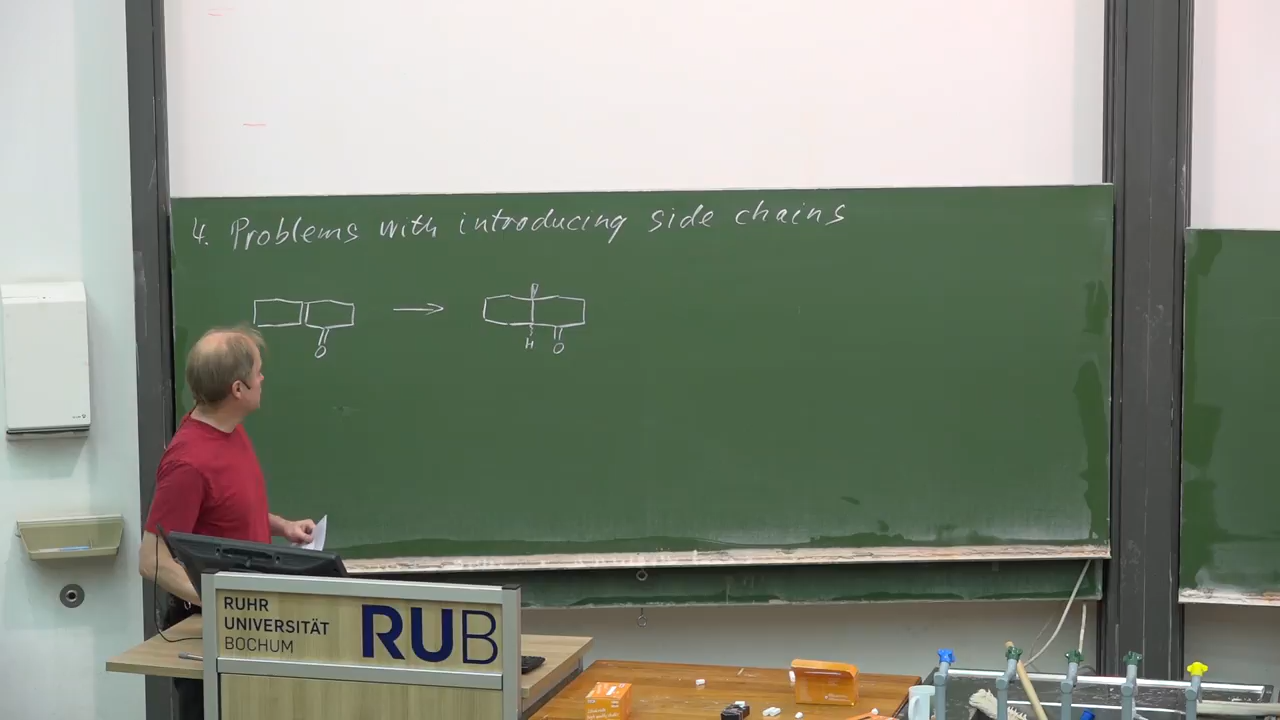 4. Problems with introducing side chains
O
H O
RUHR
UNIVERSITÄT
BOCHUM
RUB